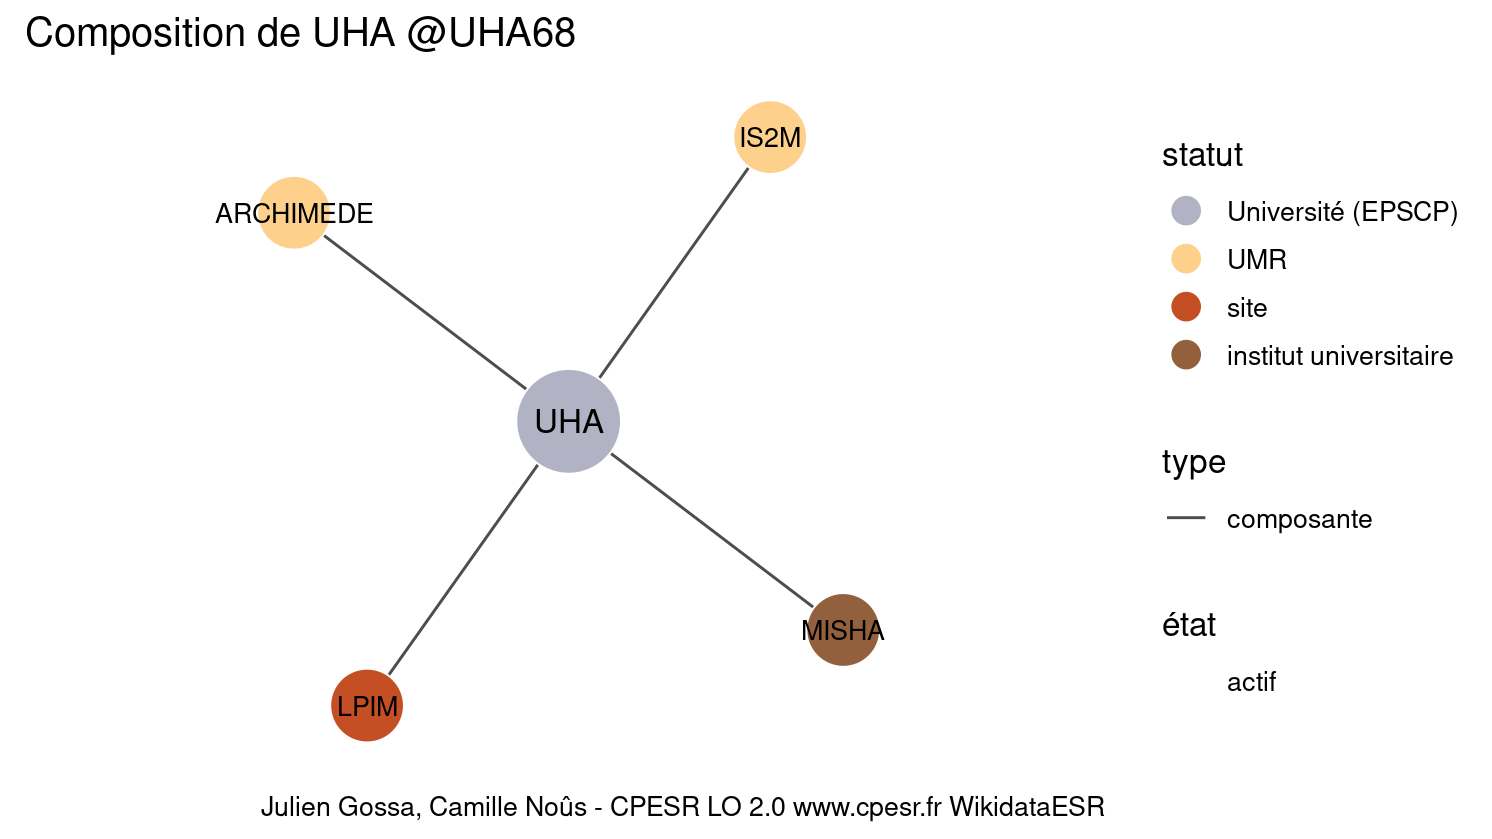 Composition de UHA @UHA68
IS2M
ARCHIMEDE
UHA
MISHA
LPIM
statut
Université (EPSCP)
UMR
site
institut universitaire
type
composante
état
actif
Julien Gossa, Camille Noûs - CPESR LO 2.0 www.cpesr.fr WikidataESR